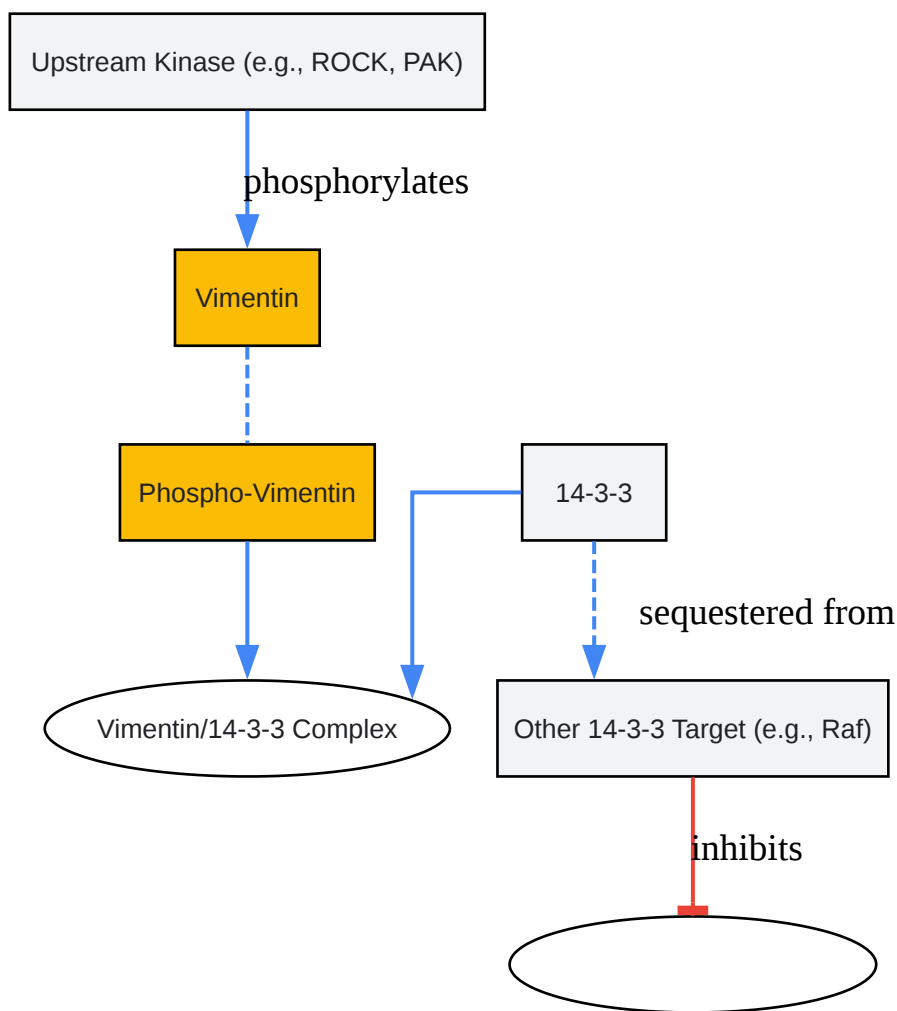 Upstream Kinase (e.g., ROCK, PAK)
phosphorylates
Vimentin
Phospho-Vimentin
14-3-3
sequestered from
Vimentin/14-3-3 Complex
Other 14-3-3 Target (e.g., Raf)
inhibits